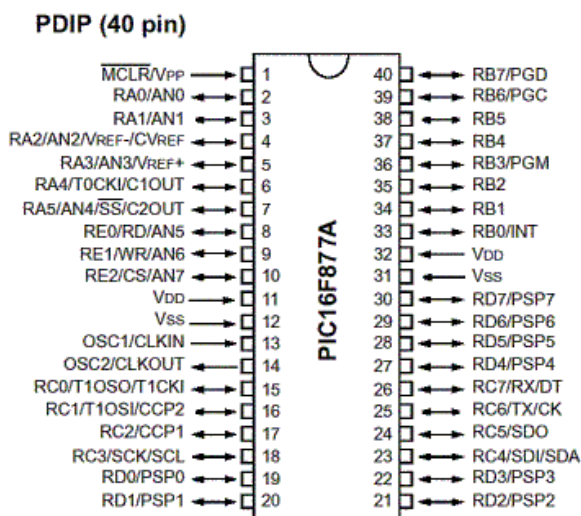 PDIP (40 pin)
MCLR/VPP 1 40 RB7/PGD
RA0/AN0 2 39 RB6/PGC
RA1/AN1 3 38 RB5
RA2/AN2/VREF-/CVREF 4 37 RB4
RA3/AN3/VREF+ 5 36 RB3/PGM
RA4/T0CKI/C1OUT 6 35 RB2
RA5/AN4/SS/C2OUT 7 34 RB1
RE0/RD/AN5 8 33 RB0/INT
RE1/WR/AN6 9 32 VDD
RE2/CS/AN7 10 31 VSS
VDD 11 30 RD7/PSP7
VSS 12 29 RD6/PSP6
OSC1/CLKIN 13 28 RD5/PSP5
OSC2/CLKOUT 14 27 RD4/PSP4
RC0/T1OSO/T1CKI 15 26 RC7/RX/DT
RC1/T1OSI/CCP2 16 25 RC6/TX/CK
RC2/CCP1 17 24 RC5/SDO
RC3/SCK/SCL 18 23 RC4/SDI/SDA
RD0/PSP0 19 22 RD3/PSP3
RD1/PSP1 20 21 RD2/PSP2
PIC16F877A